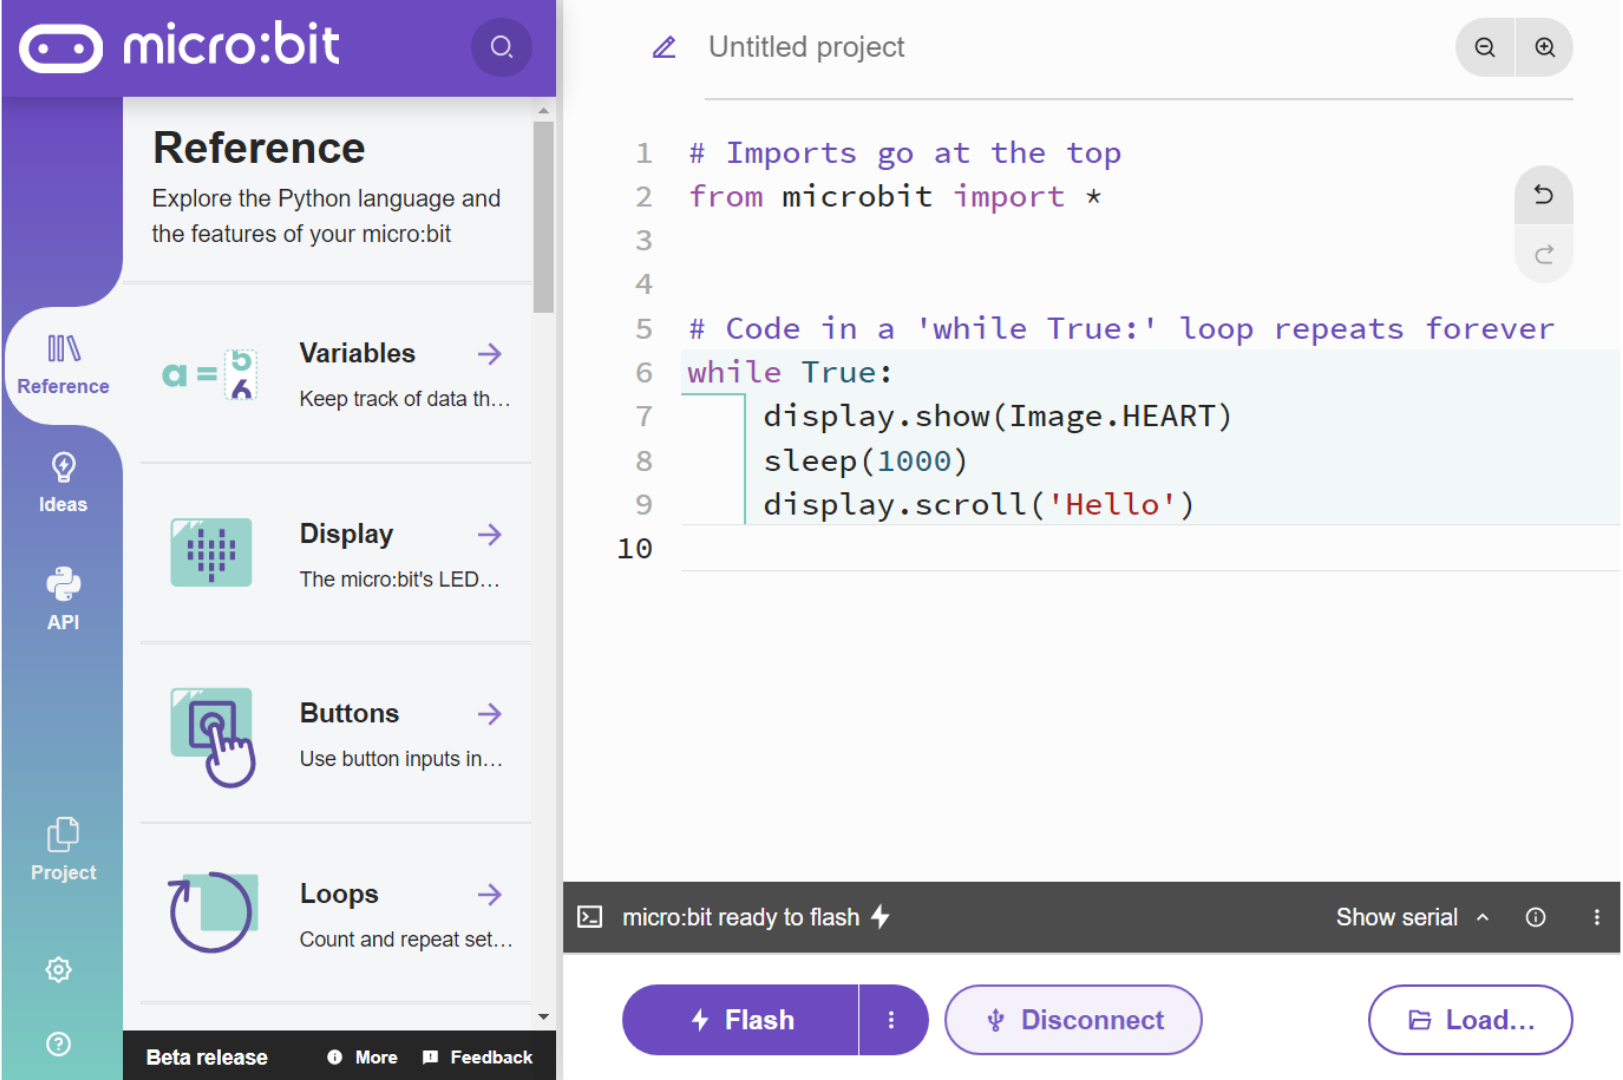 micro:bit
Untitled project
Reference
Explore the Python language and
the features of your micro:bit
Reference
Ideas
API
Project
a = 5
6
Variables
Keep track of data th...
Display
The micro:bit's LED...
Buttons
Use button inputs in...
Loops
Count and repeat set...
Beta release
More
Feedback
1 # Imports go at the top
2 from microbit import *
3
4
5 # Code in a 'while True:' loop repeats forever
6 while True:
7 display.show(Image.HEART)
8 sleep(1000)
9 display.scroll('Hello')
10
micro:bit ready to flash
Show serial
Flash
Disconnect
Load...